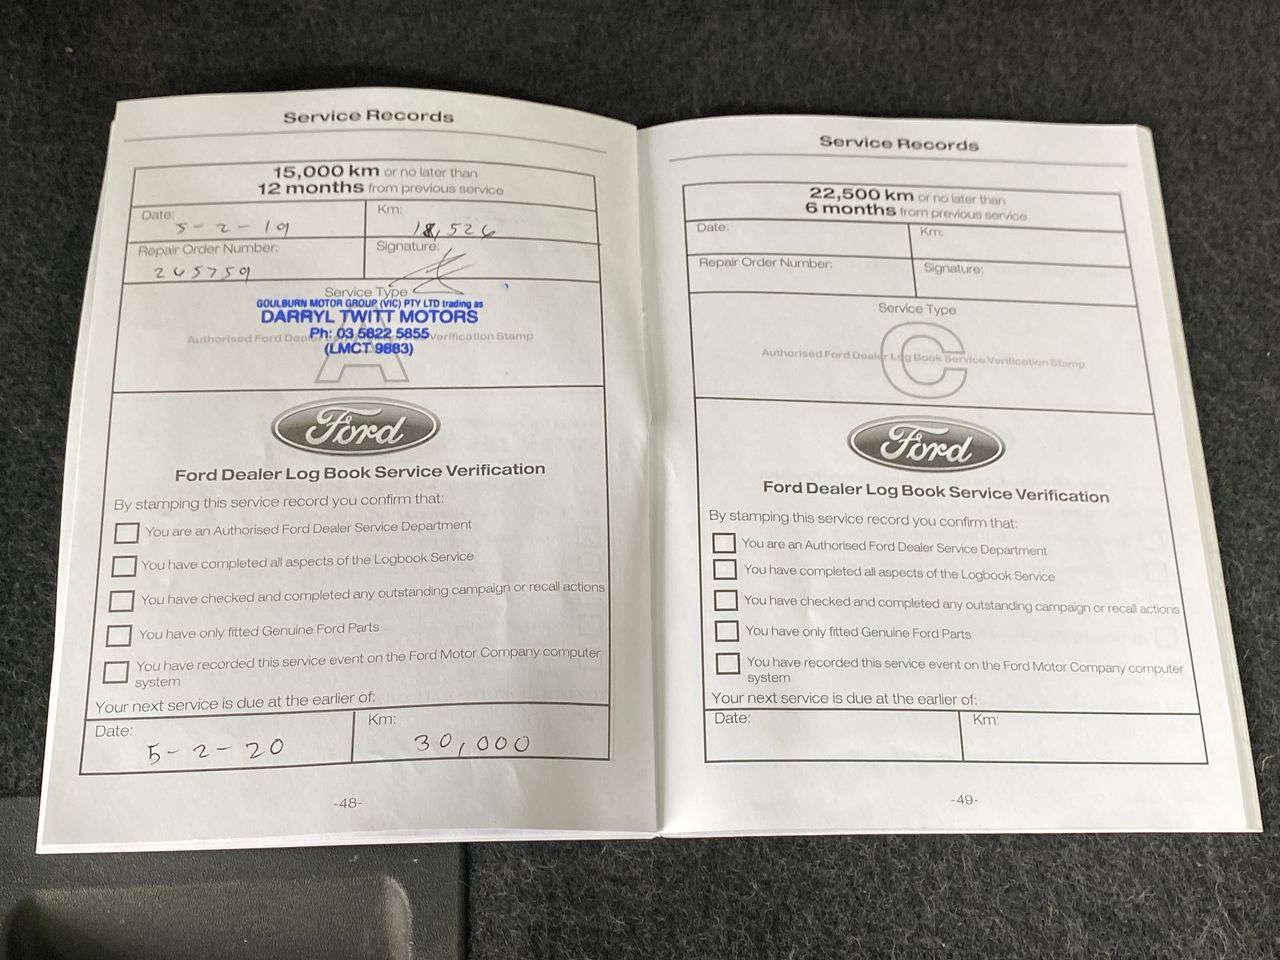 Service Records
15,000 km or no later than
12 months from previous service
Date: 5-2-19
Km: 18,526
Repair Order Number: 265759
Signature:
Service Type
GOULBURN MOTOR GROUP (VIC) PTY LTD trading as
DARRYL TWITT MOTORS
Ph: 03 5822 5855
Authorised Ford Dealer Verification Stamp
(LMCT 9883)
A
Ford
Ford Dealer Log Book Service Verification
By stamping this service record you confirm that:
You are an Authorised Ford Dealer Service Department
You have completed all aspects of the Logbook Service
You have checked and completed any outstanding campaign or recall actions
You have only fitted Genuine Ford Parts
You have recorded this service event on the Ford Motor Company computer
system
Your next service is due at the earlier of:
Date: 5-2-20
Km: 30,000
-48-
Service Records
22,500 km or no later than
6 months from previous service
Date:
Km:
Repair Order Number:
Signature:
Service Type
C
Authorised Ford Dealer Log Book Service Verification Stamp
Ford
Ford Dealer Log Book Service Verification
By stamping this service record you confirm that:
You are an Authorised Ford Dealer Service Department
You have completed all aspects of the Logbook Service
You have checked and completed any outstanding campaign or recall actions
You have only fitted Genuine Ford Parts
You have recorded this service event on the Ford Motor Company computer
system
Your next service is due at the earlier of:
Date:
Km:
-49-